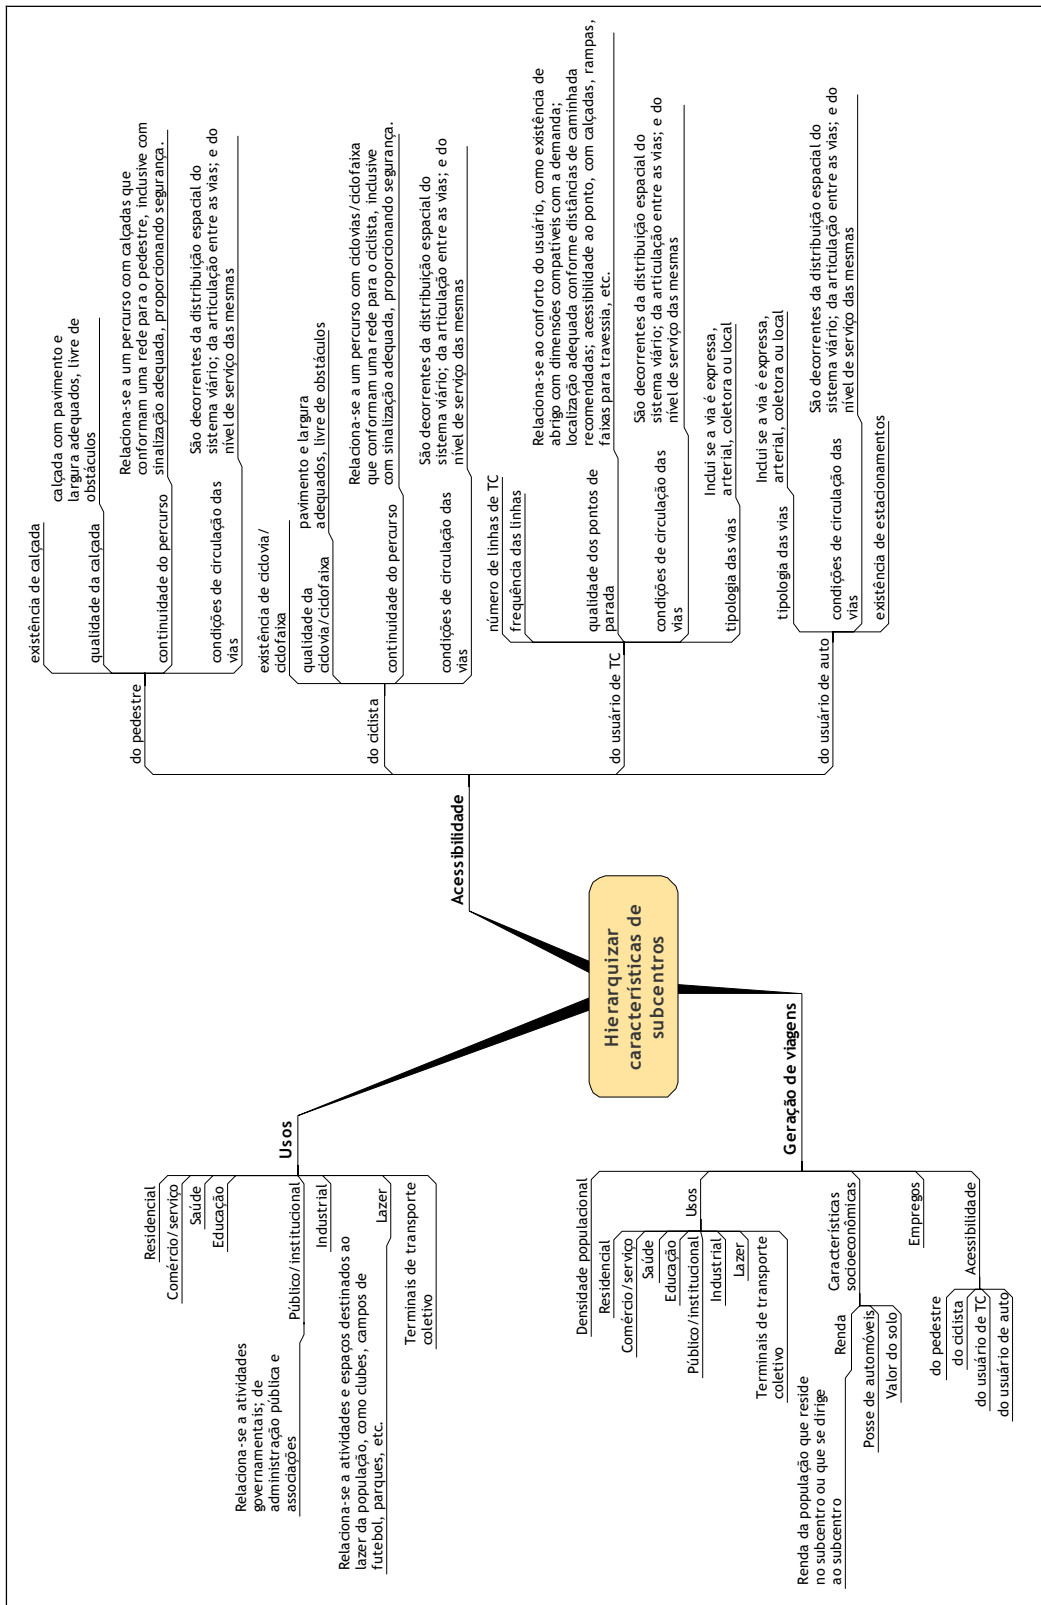 Hierarquizar
características de
subcentros
Usos
Residencial
Comércio/serviço
Saúde
Educação
Público/institucional
Relaciona-se a atividades
governamentais; de
administração pública e
associações
Industrial
Lazer
Relaciona-se a atividades e espaços destinados ao
lazer da população, como clubes, campos de
futebol, parques, etc.
Terminais de transporte
coletivo
Acessibilidade
do pedestre
existência de calçada
qualidade da calçada
calçada com pavimento e
largura adequados, livre de
obstáculos
continuidade do percurso
Relaciona-se a um percurso com calçadas que
conformam uma rede para o pedestre, inclusive com
sinalização adequada, proporcionando segurança.
condições de circulação das
vias
São decorrentes da distribuição espacial do
sistema viário; da articulação entre as vias; e do
nível de serviço das mesmas
do ciclista
existência de ciclovia/
ciclofaixa
qualidade da
ciclovia/ciclofaixa
pavimento e largura
adequados, livre de obstáculos
continuidade do percurso
Relaciona-se a um percurso com ciclovias/ciclofaixa
que conformam uma rede para o ciclista, inclusive
com sinalização adequada, proporcionando segurança.
condições de circulação das
vias
São decorrentes da distribuição espacial do
sistema viário; da articulação entre as vias; e do
nível de serviço das mesmas
do usuário de TC
número de linhas de TC
frequência das linhas
qualidade dos pontos de
parada
Relaciona-se ao conforto do usuário, como existência de
abrigo com dimensões compatíveis com a demanda;
localização adequada conforme distâncias de caminhada
recomendadas; acessibilidade ao ponto, com calçadas, rampas,
faixas para travessia, etc.
condições de circulação das
vias
São decorrentes da distribuição espacial do
sistema viário; da articulação entre as vias; e do
nível de serviço das mesmas
tipologia das vias
Inclui se a via é expressa,
arterial, coletora ou local
do usuário de auto
tipologia das vias
Inclui se a via é expressa,
arterial, coletora ou local
condições de circulação das
vias
São decorrentes da distribuição espacial do
sistema viário; da articulação entre as vias; e do
nível de serviço das mesmas
existência de estacionamentos
Geração de viagens
Densidade populacional
Usos
Residencial
Comércio/serviço
Saúde
Educação
Público/institucional
Industrial
Lazer
Terminais de transporte
coletivo
Características
socioeconômicas
Renda
Renda da população que reside
no subcentro ou que se dirige
ao subcentro
Posse de automóveis
Valor do solo
Empregos
Acessibilidade
do pedestre
do ciclista
do usuário de TC
do usuário de auto